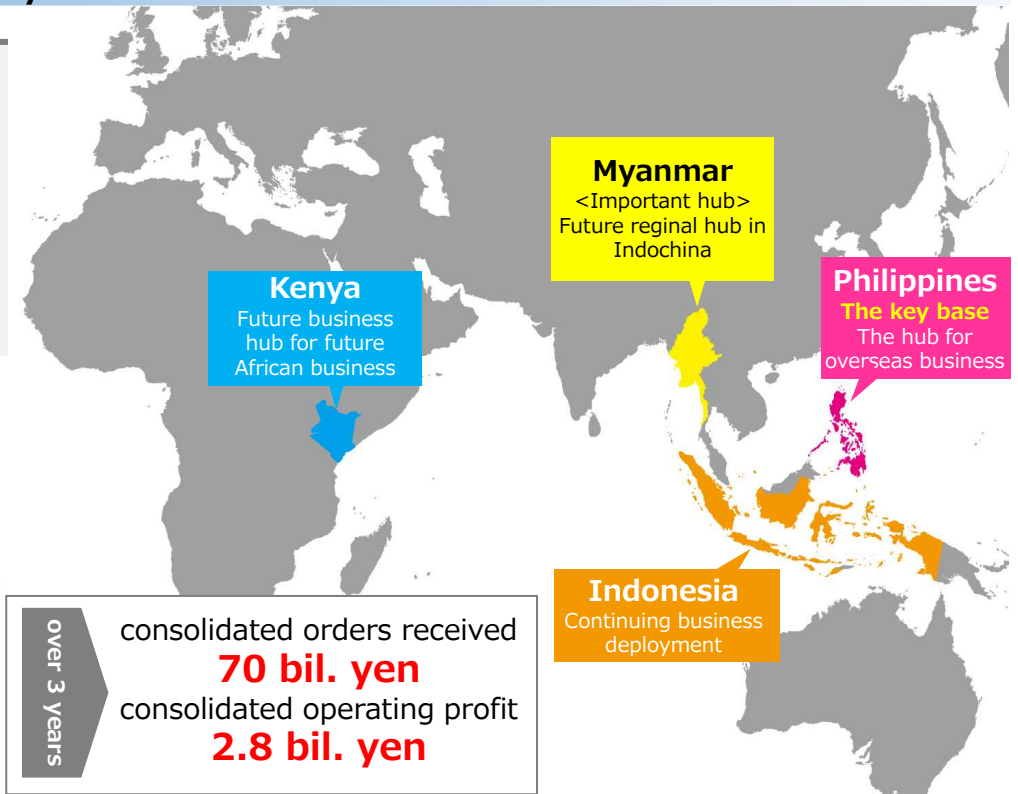 Myanmar
<Important hub>
Future reginal hub in
Indochina
Philippines
The key base
The hub for
overseas business
Kenya
Future business
hub for future
African business
Indonesia
Continuing business
deployment
over 3 years
consolidated orders received
70 bil. yen
consolidated operating profit
2.8 bil. yen